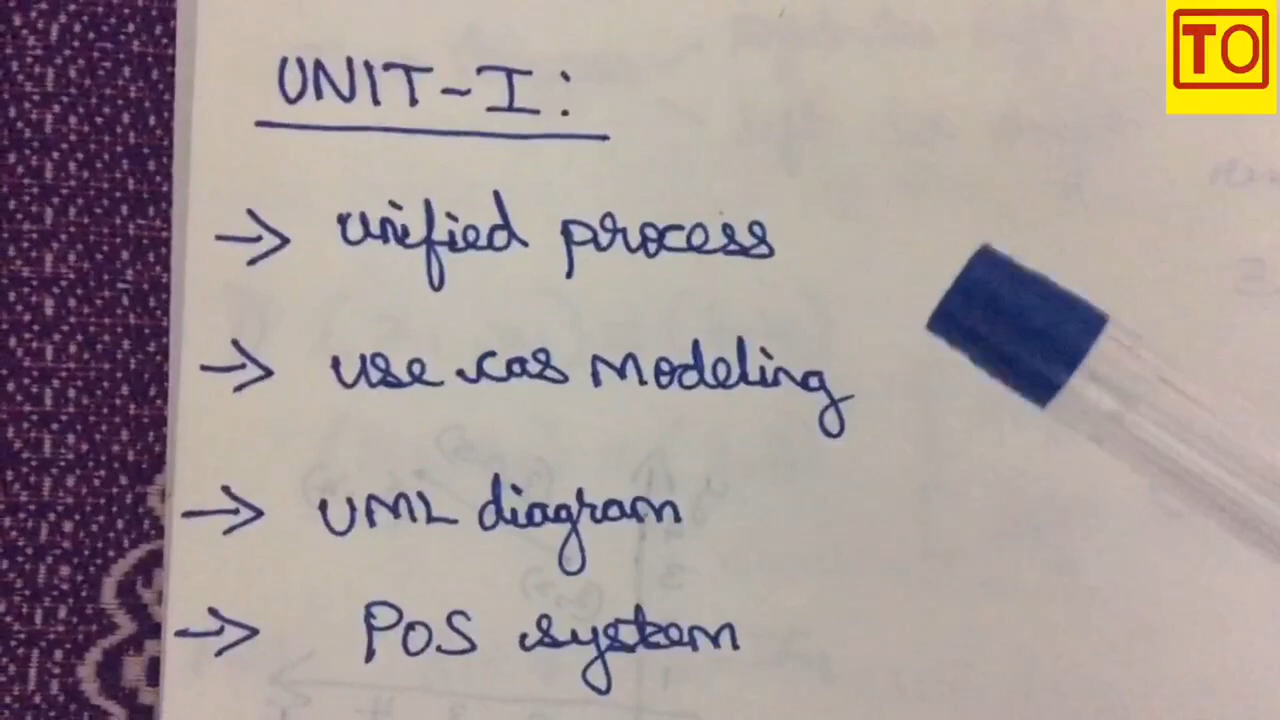 TO
UNIT-I:
→ unified process
→ use cas Modeling
→ UML diagram
→ POS system